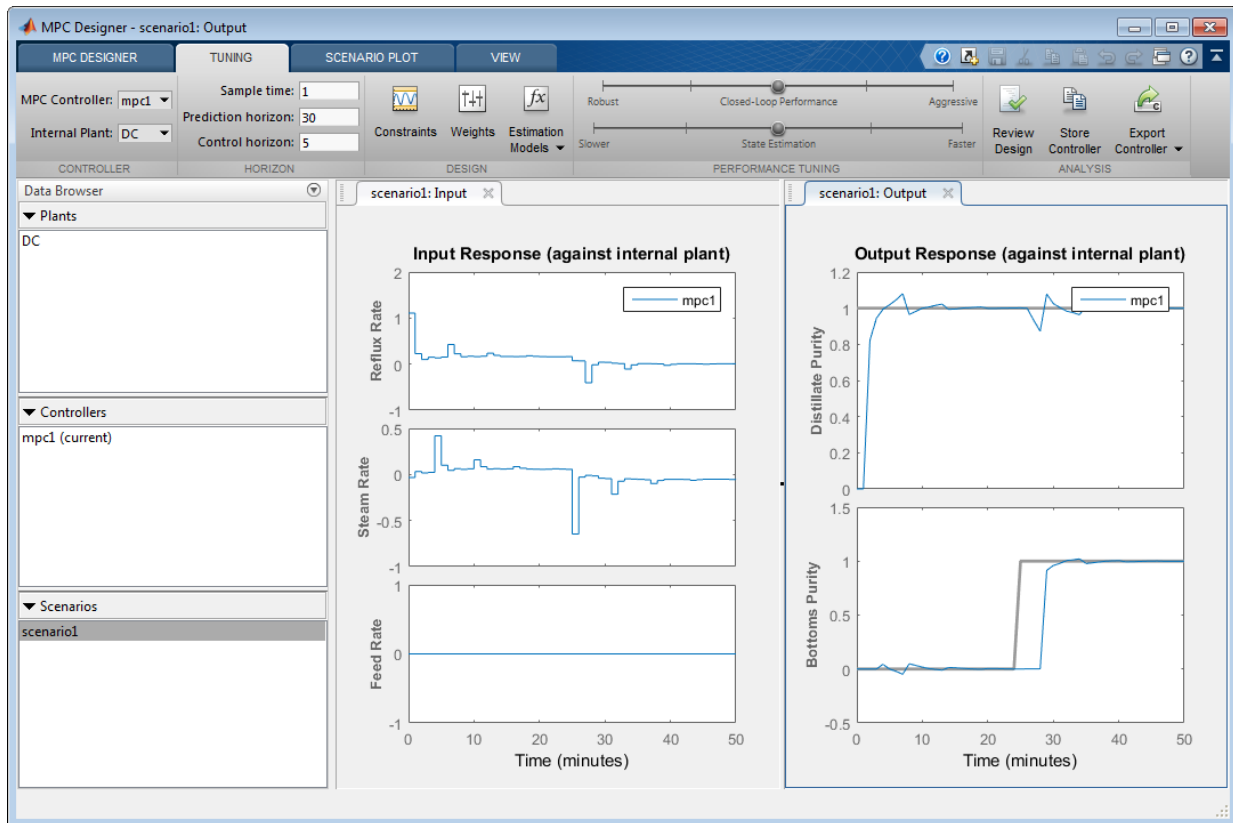 MPC Designer - scenario1: Output
MPC DESIGNER TUNING SCENARIO PLOT VIEW
MPC Controller: mpc1
Internal Plant: DC
CONTROLLER
Sample time: 1
Prediction horizon: 30
Control horizon: 5
HORIZON
Constraints
Weights
Estimation
Models
DESIGN
Robust Closed-Loop Performance Aggressive
Slower State Estimation Faster
PERFORMANCE TUNING
Review
Design
Store
Controller
Export
Controller
ANALYSIS
Data Browser
Plants
DC
Controllers
mpc1 (current)
Scenarios
scenario1
scenario1: Input
Input Response (against internal plant)
mpc1
Reflux Rate
2
1
0
-1
Steam Rate
0.5
0
-0.5
-1
Feed Rate
1
0
-1
0 10 20 30 40 50
Time (minutes)
scenario1: Output
Output Response (against internal plant)
mpc1
Distillate Purity
1.2
1
0.8
0.6
0.4
0.2
0
Bottoms Purity
1.5
1
0.5
0
-0.5
0 10 20 30 40 50
Time (minutes)